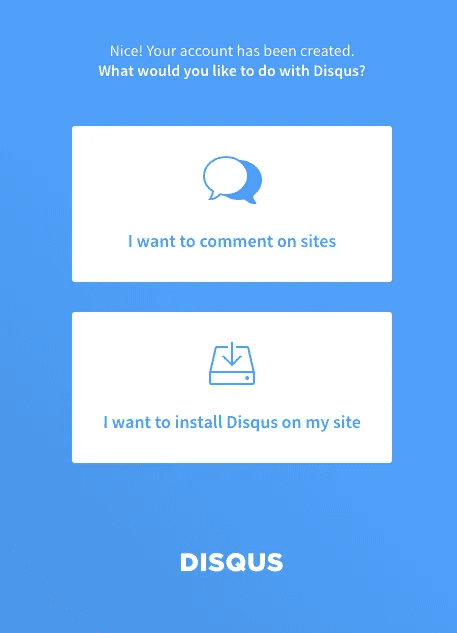 Nice! Your account has been created.
What would you like to do with Disqus?
I want to comment on sites
I want to install Disqus on my site
DISQUS